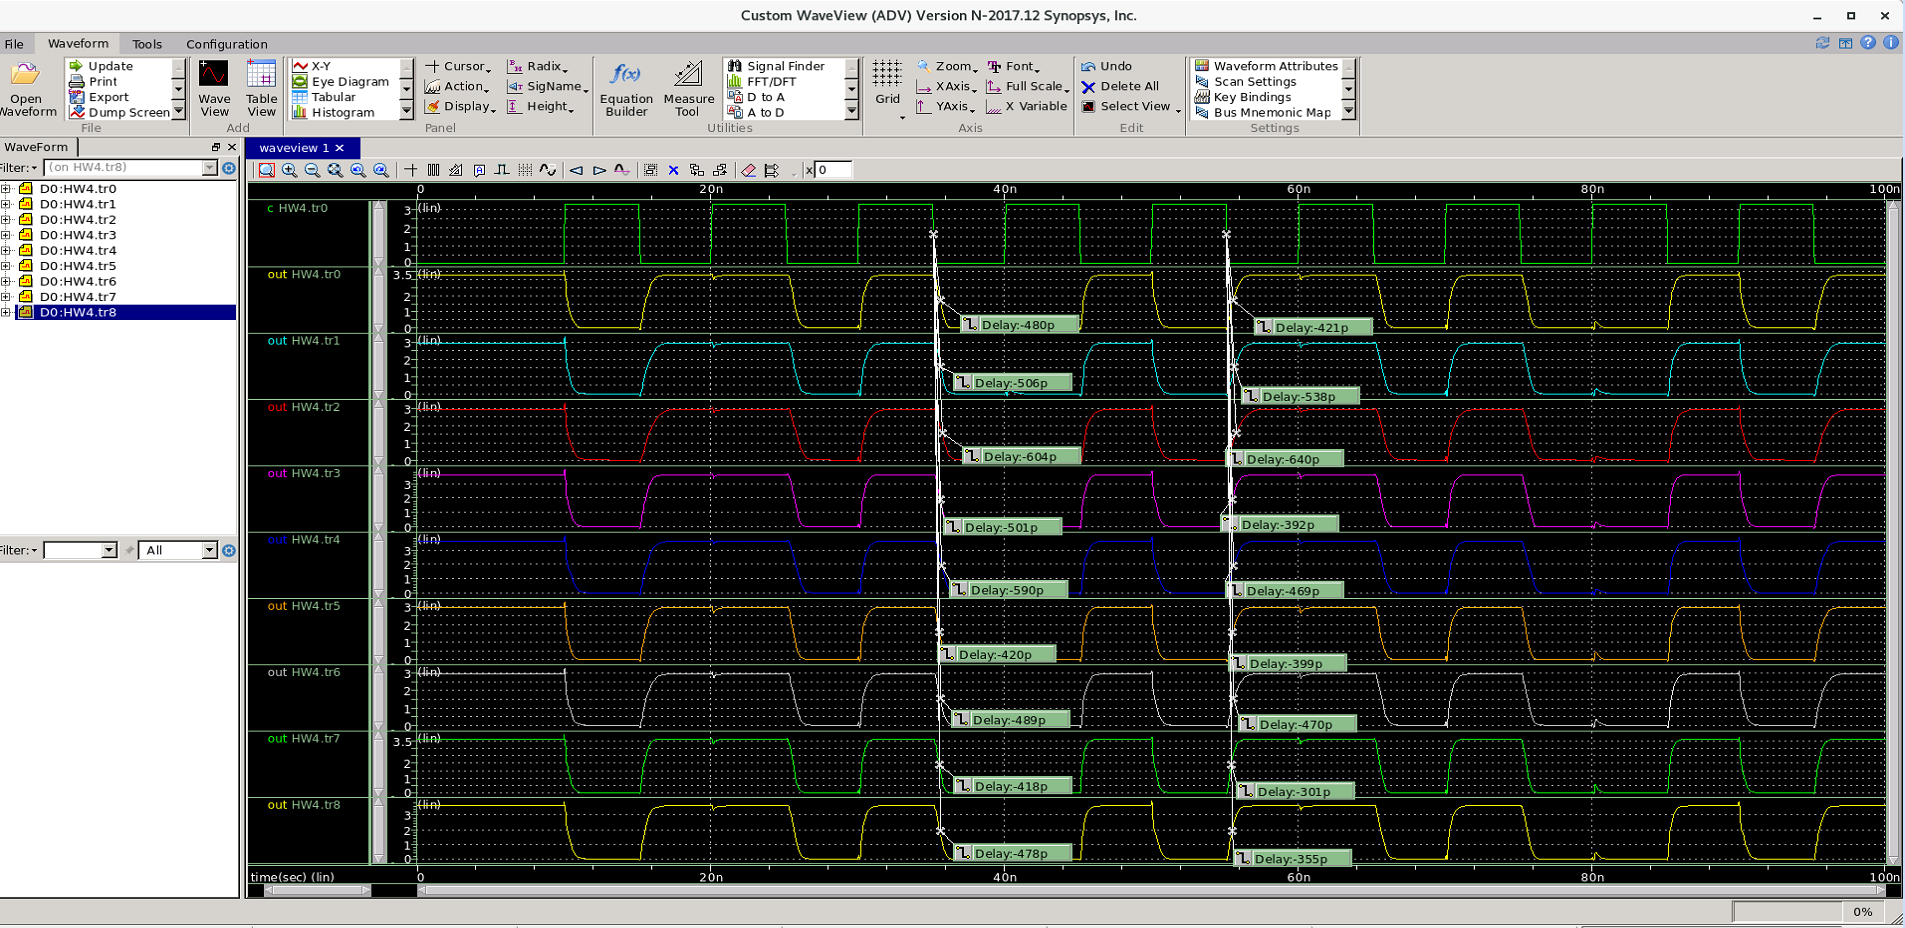 Custom WaveView (ADV) Version N-2017.12 Synopsys, Inc.
File Waveform Tools Configuration
Open Waveform
Update
Print
Export
Dump Screen
File
Wave View
Table View
Add
X-Y
Eye Diagram
Tabular
Histogram
Panel
Cursor
Action
Display
Radix
SigName
Height
f(x)
Equation Builder
Measure Tool
Signal Finder
FFT/DFT
D to A
A to D
Utilities
Grid
Zoom
XAxis
YAxis
Font
Full Scale
X Variable
Axis
Undo
Delete All
Select View
Edit
Waveform Attributes
Scan Settings
Key Bindings
Bus Mnemonic Map
Settings
WaveForm
Filter: (on HW4.tr8)
D0:HW4.tr0
D0:HW4.tr1
D0:HW4.tr2
D0:HW4.tr3
D0:HW4.tr4
D0:HW4.tr5
D0:HW4.tr6
D0:HW4.tr7
D0:HW4.tr8
Filter: All
waveview 1
x 0
0 20n 40n 60n 80n 100n
c HW4.tr0
3 (lin)
2
1
0
out HW4.tr0
3.5 (lin)
2
1
0
Delay:-480p Delay:-421p
out HW4.tr1
3 (lin)
2
1
0
Delay:-506p Delay:-538p
out HW4.tr2
3 (lin)
2
1
0
Delay:-604p Delay:-640p
out HW4.tr3
(lin)
3
2
1
0
Delay:-501p Delay:-392p
out HW4.tr4
(lin)
3
2
1
0
Delay:-590p Delay:-469p
out HW4.tr5
3 (lin)
2
1
0
Delay:-420p Delay:-399p
out HW4.tr6
3 (lin)
2
1
0
Delay:-489p Delay:-470p
out HW4.tr7
3.5 (lin)
2
1
0
Delay:-418p Delay:-301p
out HW4.tr8
(lin)
3
2
1
0
Delay:-478p Delay:-355p
time(sec) (lin) 0 20n 40n 60n 80n 100n
0%